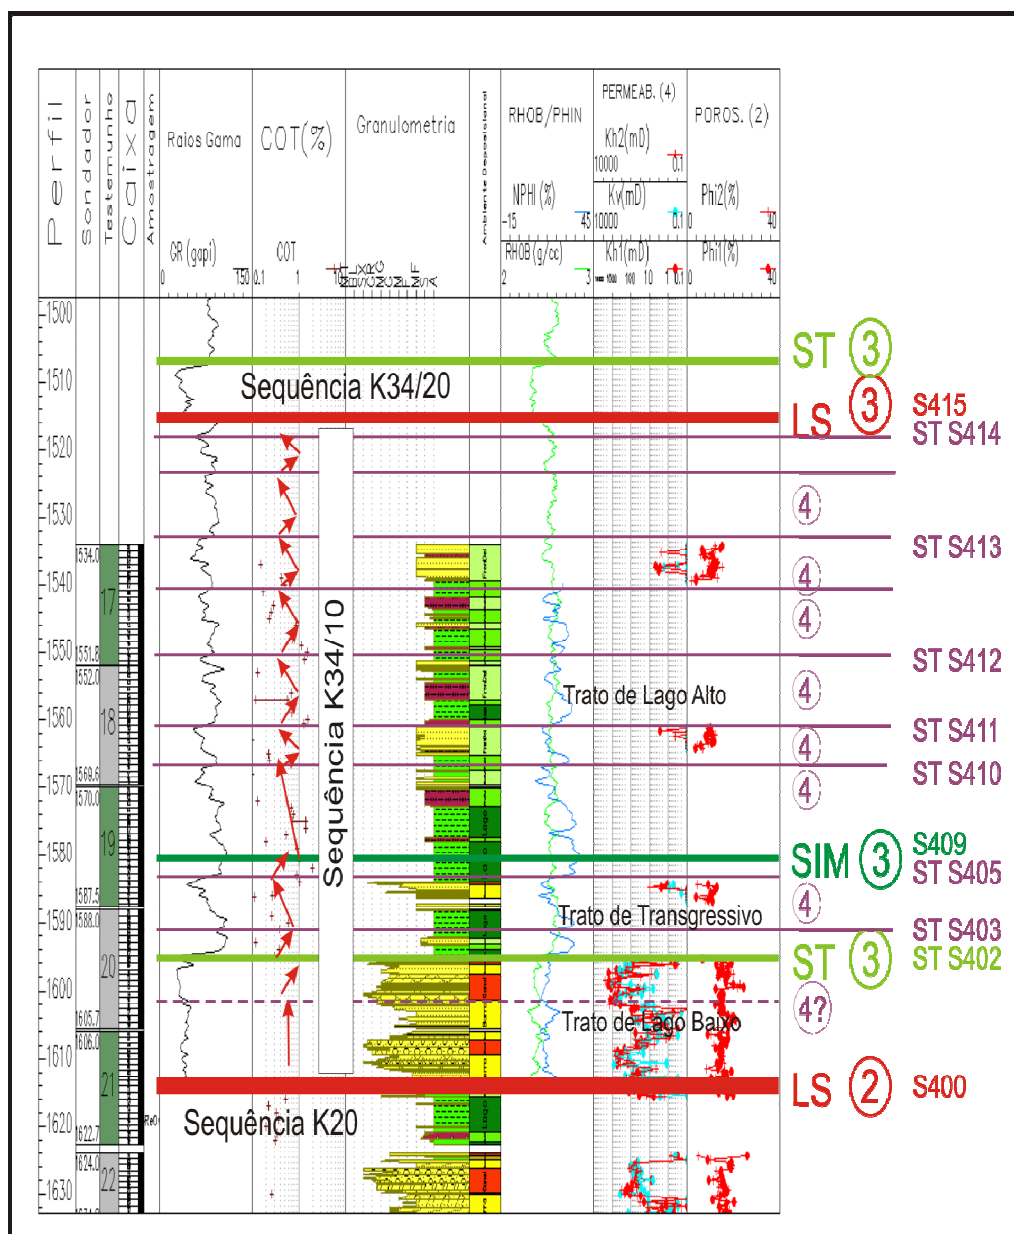 Perfil
Sondador
Testemunho
Caixa
Amostragem
Raios Gama
COT(%)
Granulometria
Ambiente Deposicional
RHOB/PHIN
PERMEAB. (4)
POROS. (2)
Kh2(mD)
10000 0.1
NPHI (%)
-15 45
Kv(mD)
10000 0.1
Phi2(%)
0 40
GR (gapi)
0 150
COT
0.1 1 10
RHOB (g/cc)
2 3
Kh1(mD)
Phi1(%)
0 40
1500
ST 3
1510
Sequência K34/20
LS 3 S415
ST S414
1520
1530
4
1534.0
ST S413
1540
17
4
4
1550
1551.8
ST S412
1552.0
Trato de Lago Alto
4
1560
18
ST S411
4
1570
1569.6
ST S410
1570.0
4
Sequência K34/10
19
Lago
1580
SIM 3 S409
ST S405
1587.5
4
1590
1588.0
Lago
Trato de Transgressivo
ST S403
ST 3 ST S402
20
1600
Canal
4?
1605.7
Trato de Lago Baixo
1606.0
1610
21
LS 2 S400
1620
Sequência K20
Lago
1622.7
1624.0
22
Canal
1630